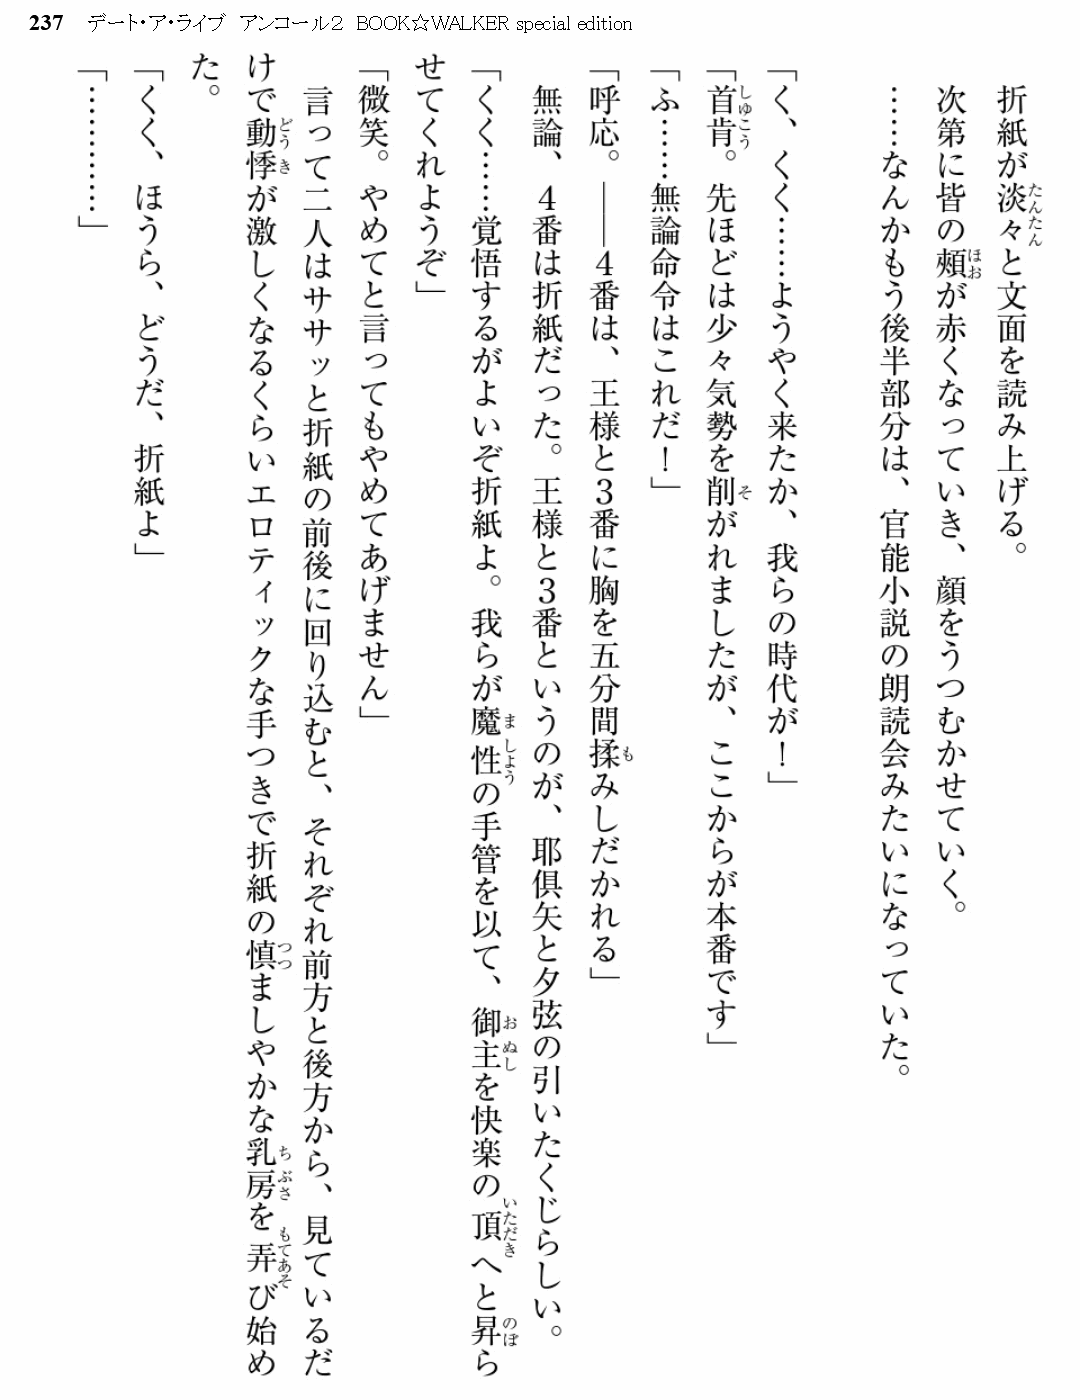 237 デート・ア・ライブ アンコール2 BOOK☆WALKER special edition
折紙が淡々と文面を読み上げる。
次第に皆の頰が赤くなっていき、顔をうつむかせていく。
……なんかもう後半部分は、官能小説の朗読会みたいになっていた。
「く、くく……ようやく来たか、我らの時代が！」
「首肯。先ほどは少々気勢を削がれましたが、ここからが本番です」
「ふ……無論命令はこれだ！」
「呼応。――4番は、王様と3番に胸を五分間揉みしだかれる」
無論、4番は折紙だった。王様と3番というのが、耶倶矢と夕弦の引いたくじらしい。
「くく……覚悟するがよいぞ折紙よ。我らが魔性の手管を以て、御主を快楽の頂へと昇ら
せてくれようぞ」
「微笑。やめてと言ってもやめてあげません」
言って二人はササッと折紙の前後に回り込むと、それぞれ前方と後方から、見ているだ
けで動悸が激しくなるくらいエロティックな手つきで折紙の慎ましやかな乳房を弄び始め
た。
「くく、ほうら、どうだ、折紙よ」
「…………」